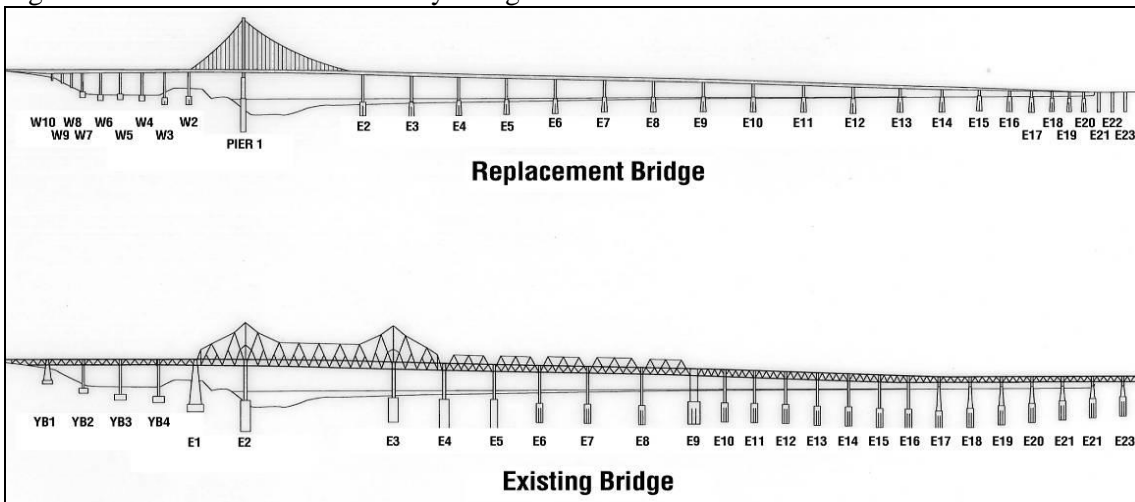 W10 W8 W6 W4 W2 E2 E3 E4 E5 E6 E7 E8 E9 E10 E11 E12 E13 E14 E15 E16 E18 E20 E22
W9 W7 W5 W3 PIER 1 E17 E19 E21 E23
Replacement Bridge
YB1 YB2 YB3 YB4 E1 E2 E3 E4 E5 E6 E7 E8 E9 E10 E11 E12 E13 E14 E15 E16 E17 E18 E19 E20 E21 E21 E23
Existing Bridge